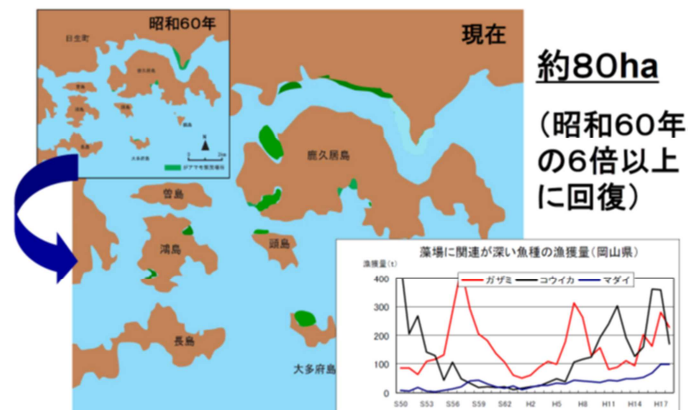 昭和60年
日生町
大多府島
N
アマモ場
現在
約80ha
(昭和60年
の6倍以上
に回復)
鹿久居島
曽島
鴻島
頭島
長島
大多府島
藻場に関連が深い魚種の漁獲量(岡山県)
漁獲量(t)
ガザミ コウイカ マダイ
400
300
200
100
0
S50 S53 S56 S59 S62 H2 H5 H8 H11 H14 H17